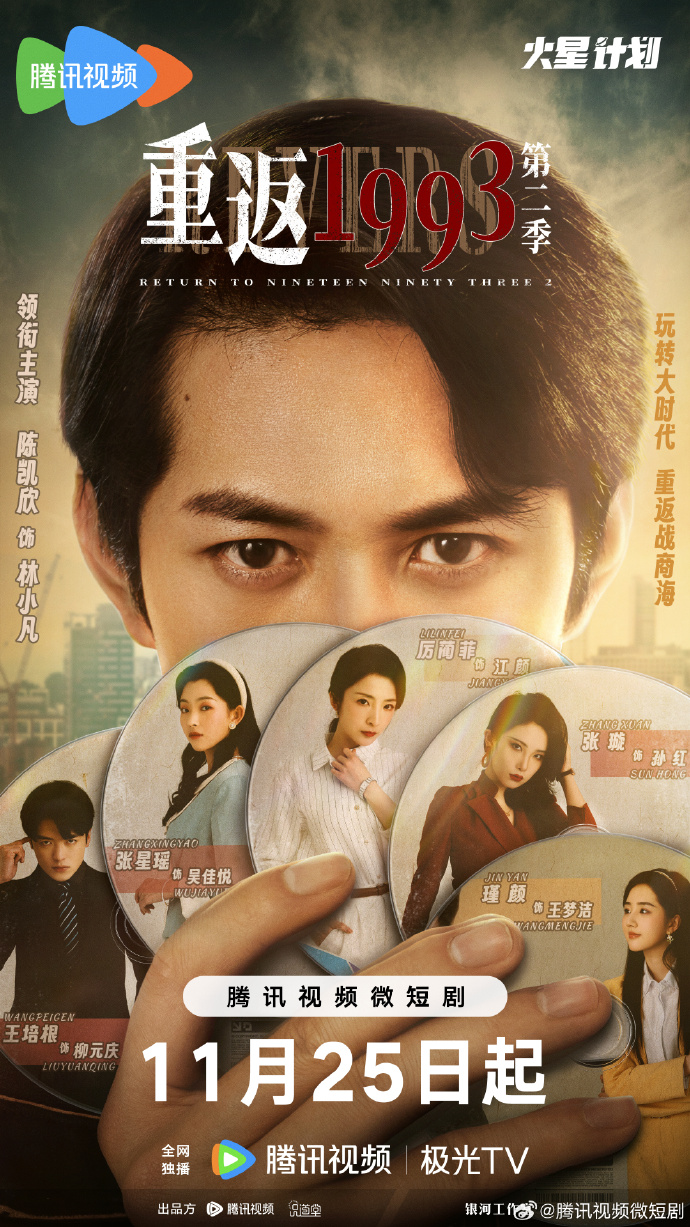 腾讯视频
火星计划
重返1993
第二季
RETURN TO NINETEEN NINETY THREE 2
领衔主演 陈凯欣 饰 林小凡
玩转大时代 重返战商海
LILINFEI
厉蔺菲 饰 江颜
ZHANG XUAN
张璇 饰 孙红
SUN HONG
ZHANGXINGYAO
张星瑶 饰 吴佳悦
WUJIAYUE
JIN YAN
瑾颜 饰 王梦洁
WANGMENGJIE
WANGPEIGEN
王培根 饰 柳元庆
LIUYUANQING
腾讯视频微短剧
11月25日起
全网
独播
腾讯视频 | 极光TV
出品方 腾讯视频
银河工作
@腾讯视频微短剧